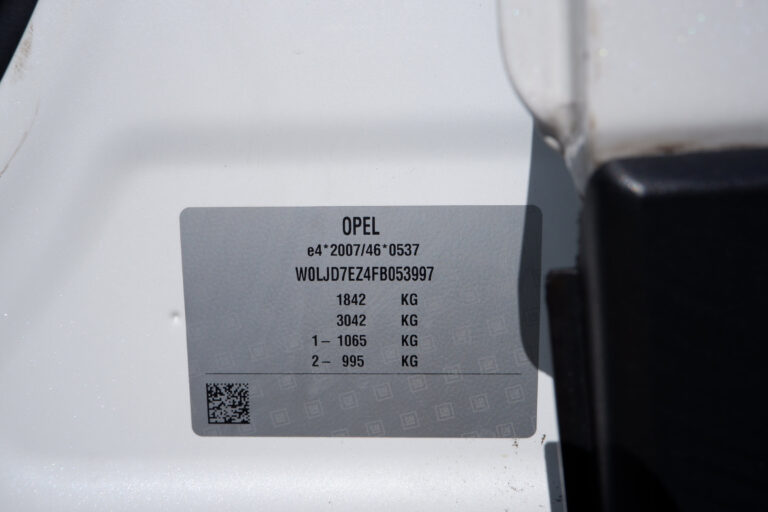 OPEL
e4*2007/46*0537
W0LJD7EZ4FB053997
1842 KG
3042 KG
1– 1065 KG
2– 995 KG